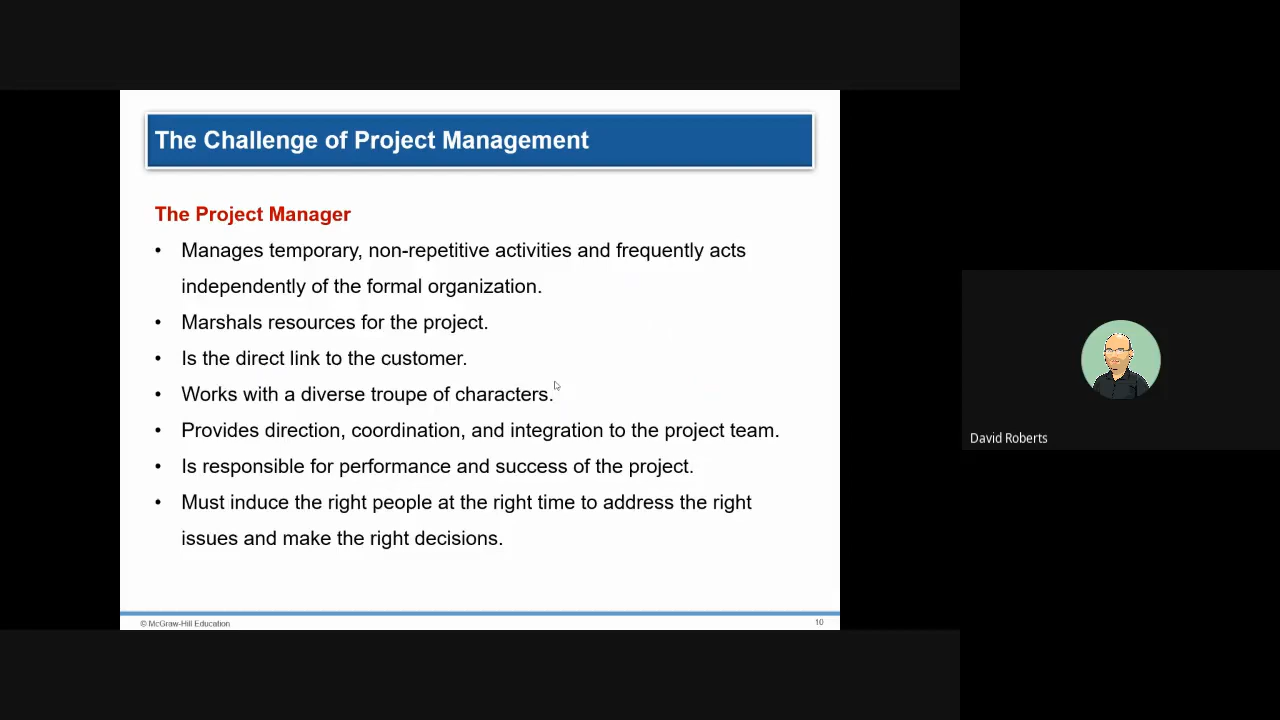 The Challenge of Project Management
The Project Manager
• Manages temporary, non-repetitive activities and frequently acts
independently of the formal organization.
• Marshals resources for the project.
• Is the direct link to the customer.
• Works with a diverse troupe of characters.
• Provides direction, coordination, and integration to the project team.
• Is responsible for performance and success of the project.
• Must induce the right people at the right time to address the right
issues and make the right decisions.
© McGraw-Hill Education
10
David Roberts